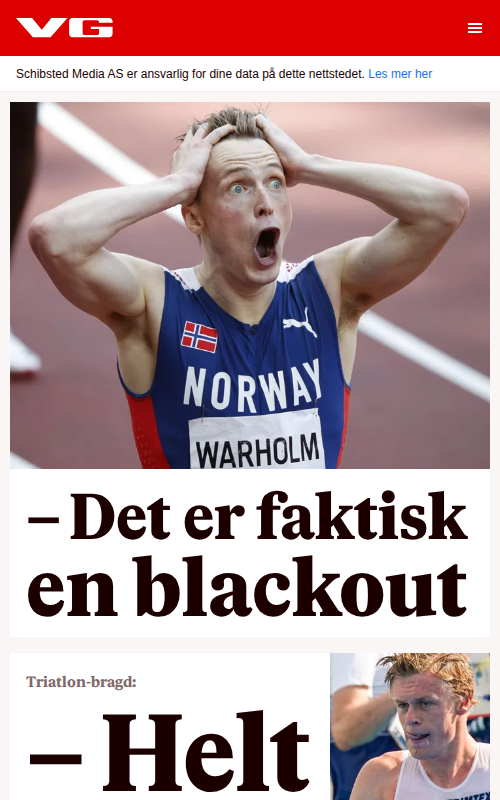 VG
Schibsted Media AS er ansvarlig for dine data på dette nettstedet. Les mer her
NORWAY
WARHOLM
– Det er faktisk
en blackout
Triatlon-bragd:
– Helt